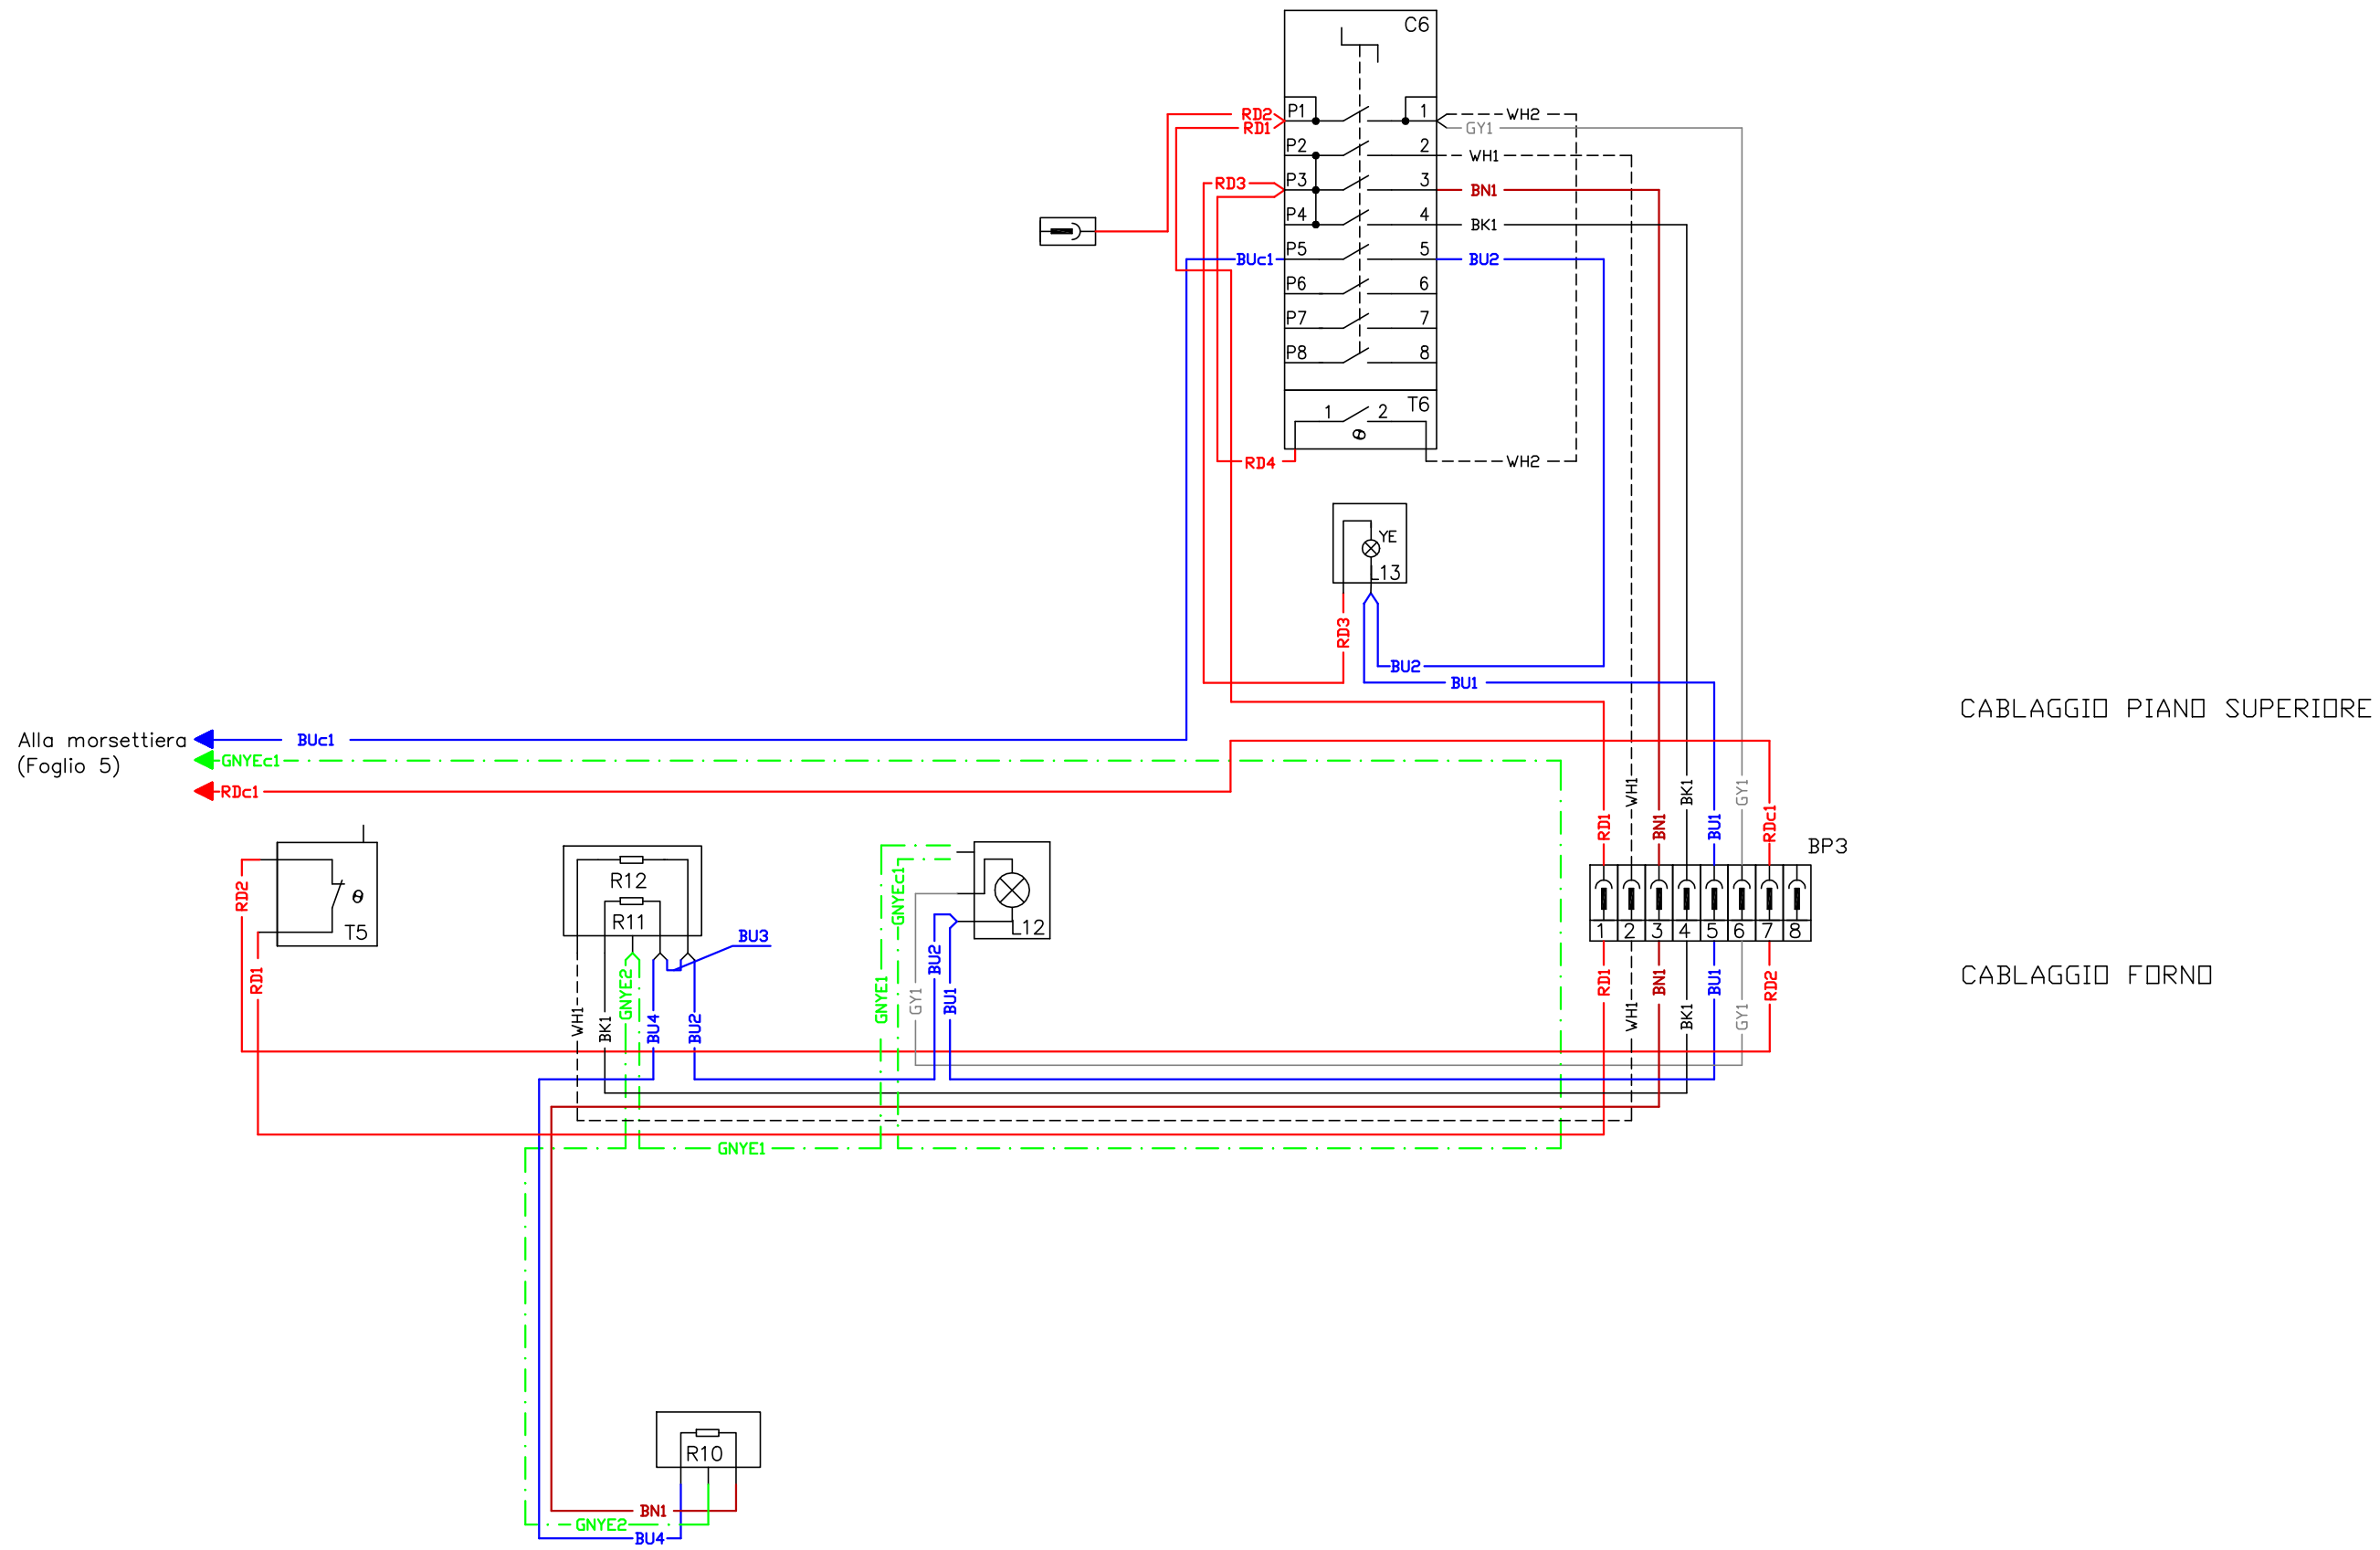 C6
RD2 P1 1 WH2
RD1 GY1
P2 2 WH1
RD3 P3 3 BN1
P4 4 BK1
BUc1 P5 5 BU2
P6 6
P7 7
P8 8
T6
1 2
θ
RD4 WH2
YE
L13
RD3
BU2
BU1
CABLAGGIO PIANO SUPERIORE
Alla morsettiera BUc1
(Foglio 5) GNYEc1
RDc1
RD1 WH1 BN1 BK1 BU1 GY1 RDc1
BP3
1 2 3 4 5 6 7 8
RD2 θ T5
RD1
R12
R11
BU3
L12
GNYEc1
WH1 BK1 GNYE2 BU4 BU2
GNYE1 GY1 BU2 BU1
CABLAGGIO FORNO
RD1 WH1 BN1 BK1 BU1 GY1 RD2
GNYE1
R10
BN1
GNYE2
BU4